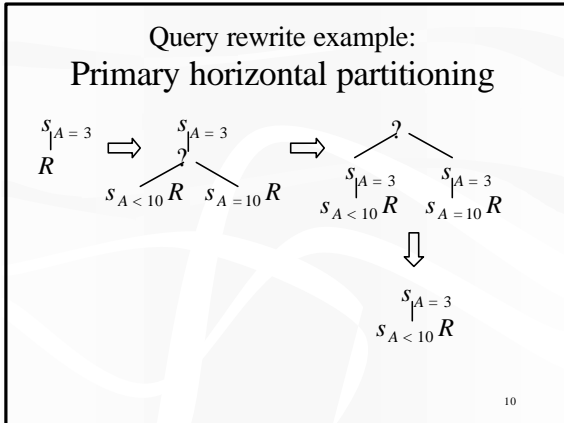 Query rewrite example:
Primary horizontal partitioning
s A = 3
R
s A = 3
?
s A < 10 R s A = 10 R
?
s A = 3 s A = 3
s A < 10 R s A = 10 R
s A = 3
s A < 10 R
10